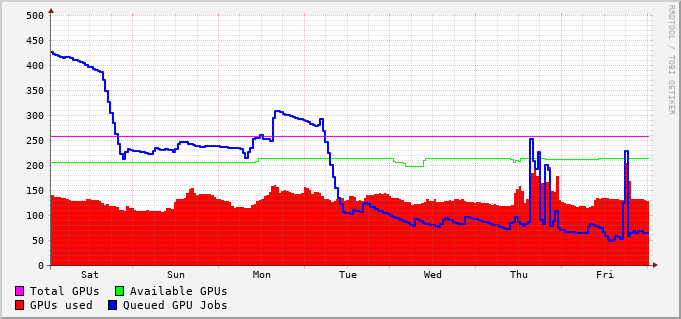 500
450
400
350
300
250
200
150
100
50
0
Sat Sun Mon Tue Wed Thu Fri
Total GPUs Available GPUs
GPUs used Queued GPU Jobs
RRDTOOL / TOBI OETIKER